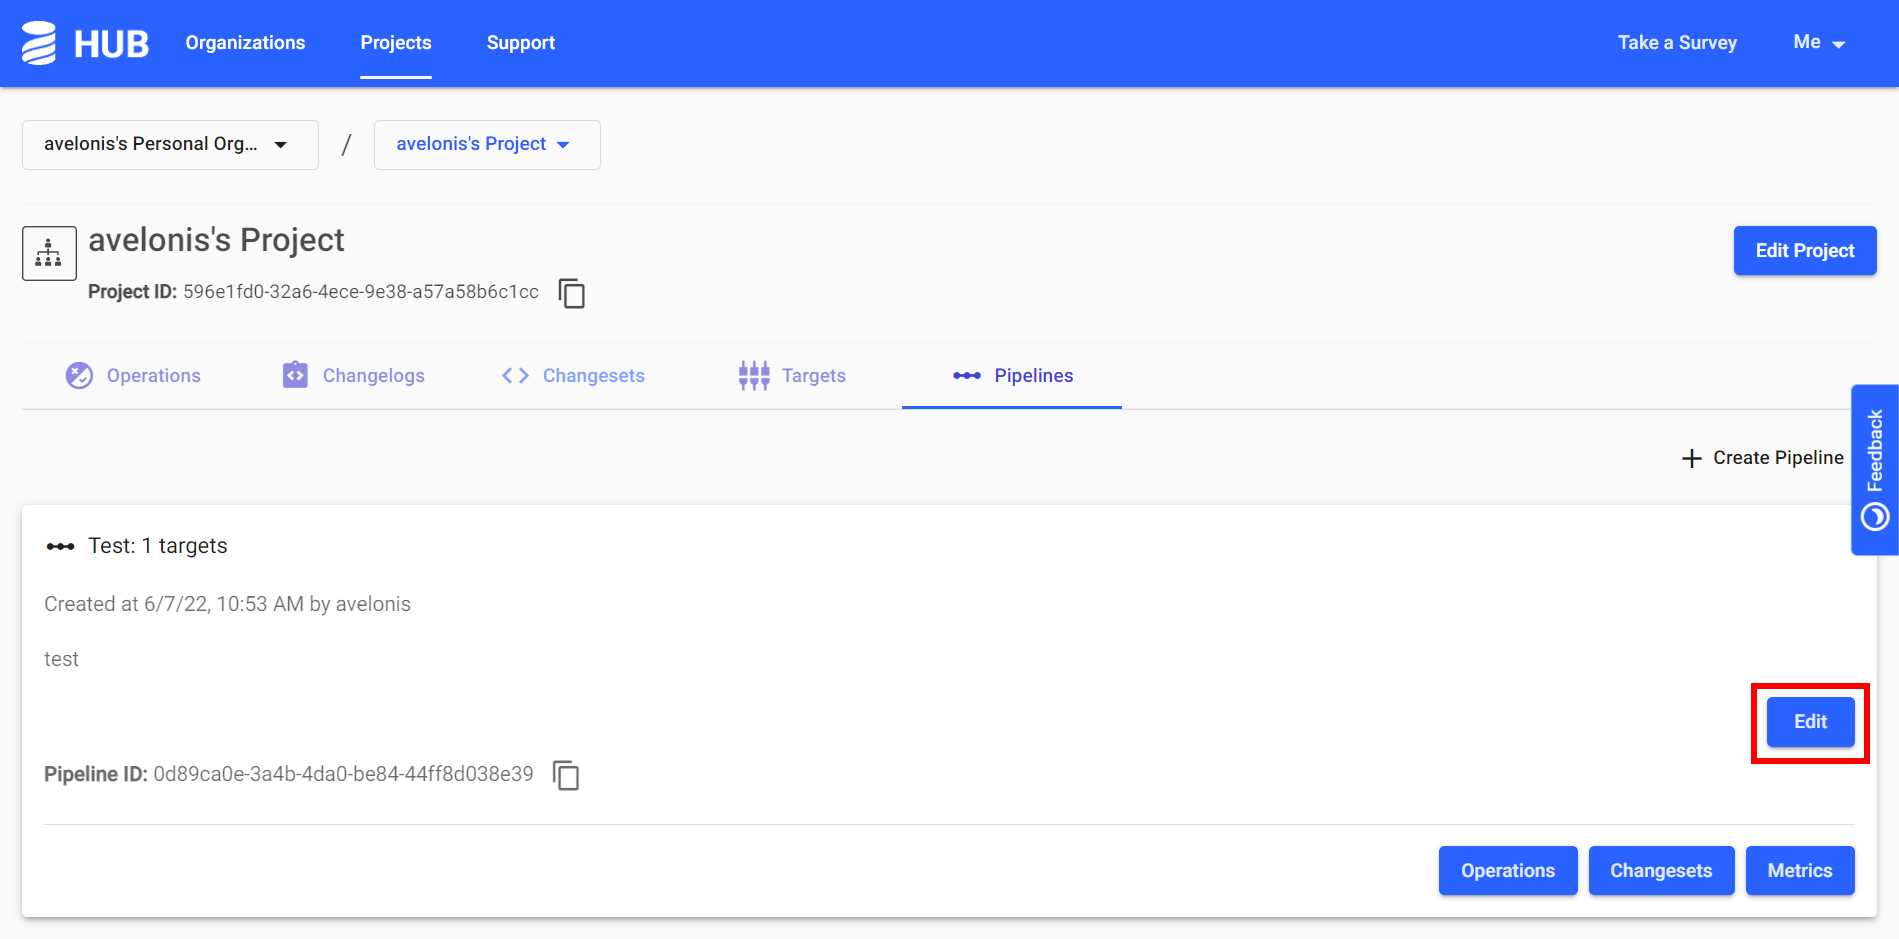 HUB Organizations Projects Support Take a Survey Me
avelonis's Personal Org... / avelonis's Project
avelonis's Project
Edit Project
Project ID: 596e1fd0-32a6-4ece-9e38-a57a58b6c1cc
Operations Changelogs Changesets Targets Pipelines
Feedback
Create Pipeline
Test: 1 targets
Created at 6/7/22, 10:53 AM by avelonis
test
Edit
Pipeline ID: 0d89ca0e-3a4b-4da0-be84-44ff8d038e39
Operations Changesets Metrics